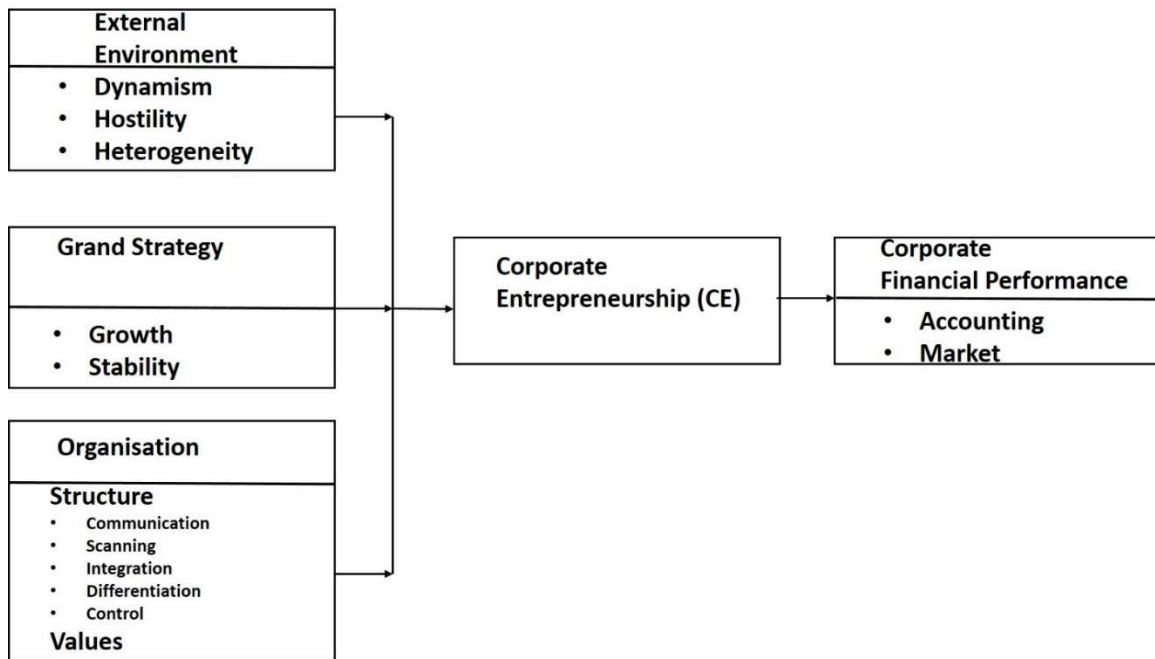 External
Environment
• Dynamism
• Hostility
• Heterogeneity
Grand Strategy
• Growth
• Stability
Organisation
Structure
• Communication
• Scanning
• Integration
• Differentiation
• Control
Values
Corporate
Entrepreneurship (CE)
Corporate
Financial Performance
• Accounting
• Market